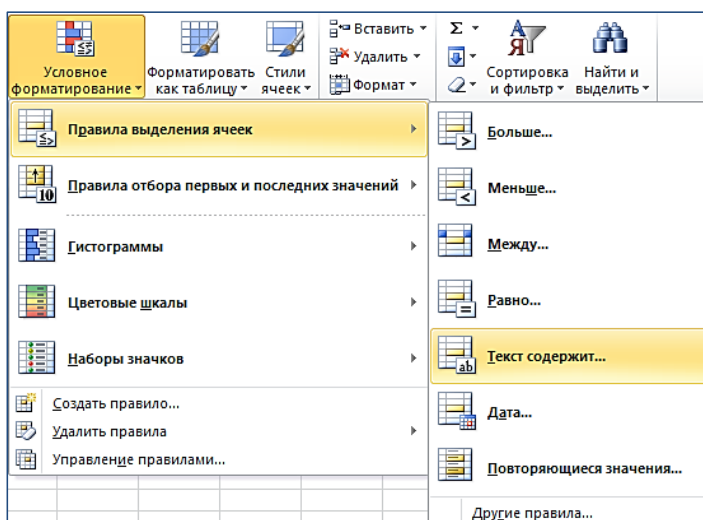 Условное форматирование
Форматировать как таблицу
Стили ячеек
Вставить
Удалить
Формат
Σ
А
Я
Сортировка и фильтр
Найти и выделить
Правила выделения ячеек
Правила отбора первых и последних значений
10
Гистограммы
Цветовые шкалы
Наборы значков
Создать правило...
Удалить правила
Управление правилами...
Больше...
Меньше...
Между...
Равно...
ab
Текст содержит...
Дата...
Повторяющиеся значения...
Другие правила...